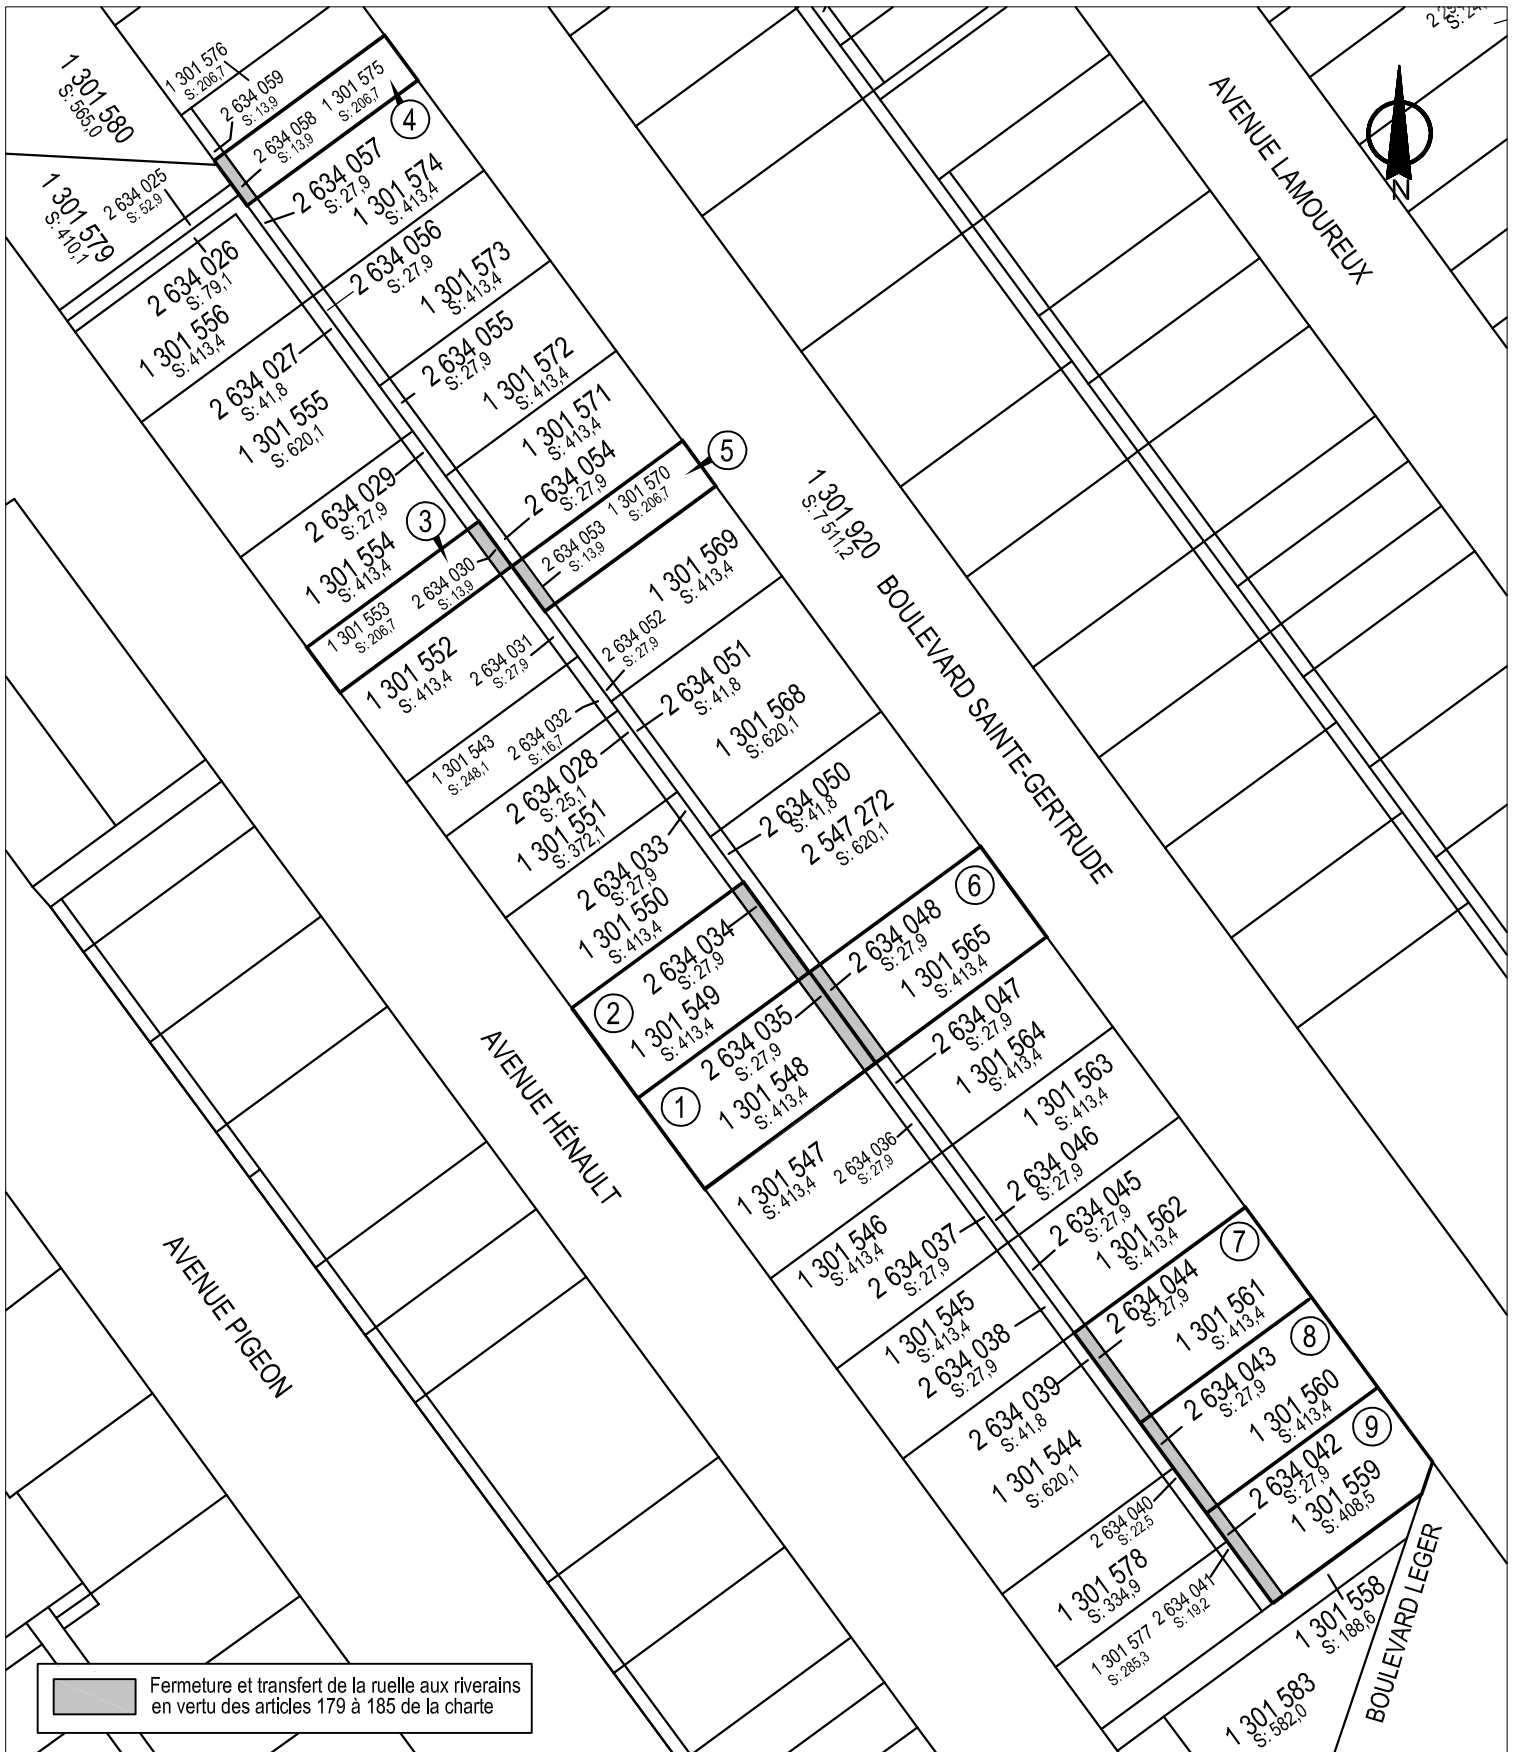 1 301 580
S: 565,0
1 301 576
S: 206,7
2 634 059
S: 13,9
2 634 058
S: 13,9
1 301 575
S: 206,7
4
1 301 579
S: 410,1
2 634 025
S: 52,9
2 634 057
S: 27,9
1 301 574
S: 413,4
2 634 026
S: 79,1
1 301 556
S: 413,4
2 634 056
S: 27,9
1 301 573
S: 413,4
2 634 027
S: 41,8
1 301 555
S: 620,1
2 634 055
S: 27,9
1 301 572
S: 413,4
1 301 571
S: 413,4
2 634 054
S: 27,9
5
2 634 029
S: 27,9
1 301 554
S: 413,4
3
2 634 053
S: 13,9
1 301 570
S: 206,7
1 301 553
S: 206,7
2 634 030
S: 13,9
1 301 569
S: 413,4
2 634 052
S: 27,9
1 301 552
S: 413,4
2 634 031
S: 27,9
2 634 051
S: 41,8
1 301 568
S: 620,1
1 301 543
S: 248,1
2 634 032
S: 16,7
2 634 028
S: 25,1
1 301 551
S: 372,1
2 634 050
S: 41,8
2 547 272
S: 620,1
2 634 033
S: 27,9
1 301 550
S: 413,4
6
2 634 048
S: 27,9
1 301 565
S: 413,4
2
2 634 034
S: 27,9
1 301 549
S: 413,4
1
2 634 035
S: 27,9
1 301 548
S: 413,4
2 634 047
S: 27,9
1 301 564
S: 413,4
1 301 563
S: 413,4
2 634 046
S: 27,9
1 301 547
S: 413,4
2 634 036
S: 27,9
2 634 045
S: 27,9
1 301 562
S: 413,4
1 301 546
S: 413,4
2 634 037
S: 27,9
7
2 634 044
S: 27,9
1 301 561
S: 413,4
1 301 545
S: 413,4
2 634 038
S: 27,9
8
2 634 043
S: 27,9
1 301 560
S: 413,4
2 634 039
S: 41,8
1 301 544
S: 620,1
9
2 634 042
S: 27,9
1 301 559
S: 408,5
2 634 040
S: 22,5
1 301 578
S: 334,9
1 301 577
S: 285,3
2 634 041
S: 19,2
1 301 558
S: 188,6
1 301 583
S: 582,0
1 301 920
S: 7 511,2
BOULEVARD SAINTE-GERTRUDE
AVENUE LAMOUREUX
N
AVENUE HÉNAULT
AVENUE PIGEON
BOULEVARD LEGER
Fermeture et transfert de la ruelle aux riverains
en vertu des articles 179 à 185 de la charte